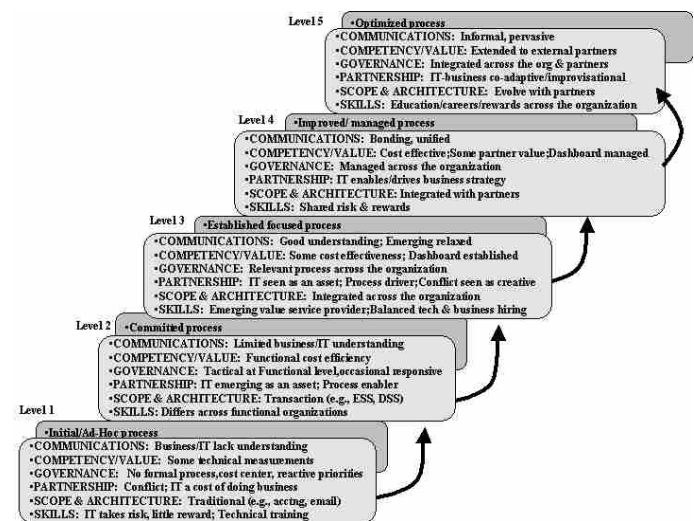 Level 5
•Optimized process
•COMMUNICATIONS: Informal, pervasive
•COMPETENCY/VALUE: Extended to external partners
•GOVERNANCE: Integrated across the org & partners
•PARTNERSHIP: IT-business co-adaptive/improvisational
•SCOPE & ARCHITECTURE: Evolve with partners
•SKILLS: Education/careers/rewards across the organization
Level 4
•Improved/ managed process
•COMMUNICATIONS: Bonding, unified
•COMPETENCY/VALUE: Cost effective;Some partner value;Dashboard managed
•GOVERNANCE: Managed across the organization
•PARTNERSHIP: IT enables/drives business strategy
•SCOPE & ARCHITECTURE: Integrated with partners
•SKILLS: Shared risk & rewards
Level 3
•Established focused process
•COMMUNICATIONS: Good understanding; Emerging relaxed
•COMPETENCY/VALUE: Some cost effectiveness; Dashboard established
•GOVERNANCE: Relevant process across the organization
•PARTNERSHIP: IT seen as an asset; Process driver;Conflict seen as creative
•SCOPE & ARCHITECTURE: Integrated across the organization
•SKILLS: Emerging value service provider;Balanced tech & business hiring
Level 2
•Committed process
•COMMUNICATIONS: Limited business/IT understanding
•COMPETENCY/VALUE: Functional cost efficiency
•GOVERNANCE: Tactical at Functional level,occasional responsive
•PARTNERSHIP: IT emerging as an asset; Process enabler
•SCOPE & ARCHITECTURE: Transaction (e.g., ESS, DSS)
•SKILLS: Differs across functional organizations
Level 1
•Initial/Ad-Hoc process
•COMMUNICATIONS: Business/IT lack understanding
•COMPETENCY/VALUE: Some technical measurements
•GOVERNANCE: No formal process,cost center, reactive priorities
•PARTNERSHIP: Conflict; IT a cost of doing business
•SCOPE & ARCHITECTURE: Traditional (e.g., acctng, email)
•SKILLS: IT takes risk, little reward; Technical training